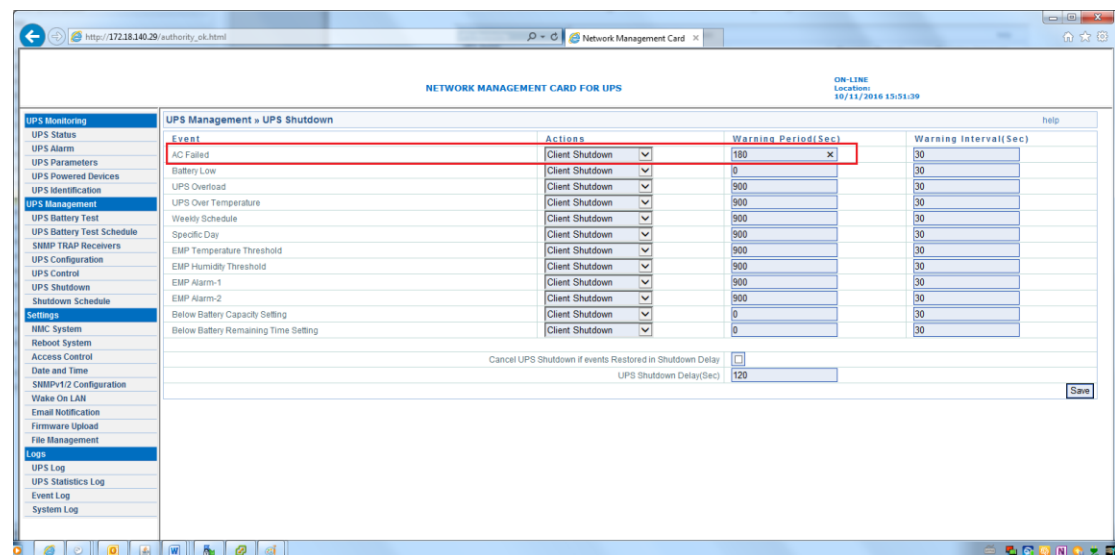 http://172.18.140.29/authority_ok.html
Network Management Card
NETWORK MANAGEMENT CARD FOR UPS
ON-LINE
Location:
10/11/2016 15:51:39
UPS Monitoring
UPS Status
UPS Alarm
UPS Parameters
UPS Powered Devices
UPS Identification
UPS Management
UPS Battery Test
UPS Battery Test Schedule
SNMP TRAP Receivers
UPS Configuration
UPS Control
UPS Shutdown
Shutdown Schedule
Settings
NMC System
Reboot System
Access Control
Date and Time
SNMPv1/2 Configuration
Wake On LAN
Email Notification
Firmware Upload
File Management
Logs
UPS Log
UPS Statistics Log
Event Log
System Log
UPS Management » UPS Shutdown help
Event Actions Warning Period(Sec) Warning Interval(Sec)
AC Failed Client Shutdown 180 30
Battery Low Client Shutdown 0 30
UPS Overload Client Shutdown 900 30
UPS Over Temperature Client Shutdown 900 30
Weekly Schedule Client Shutdown 900 30
Specific Day Client Shutdown 900 30
EMP Temperature Threshold Client Shutdown 900 30
EMP Humidity Threshold Client Shutdown 900 30
EMP Alarm-1 Client Shutdown 900 30
EMP Alarm-2 Client Shutdown 900 30
Below Battery Capacity Setting Client Shutdown 0 30
Below Battery Remaining Time Setting Client Shutdown 0 30
Cancel UPS Shutdown if events Restored in Shutdown Delay
UPS Shutdown Delay(Sec) 120
Save